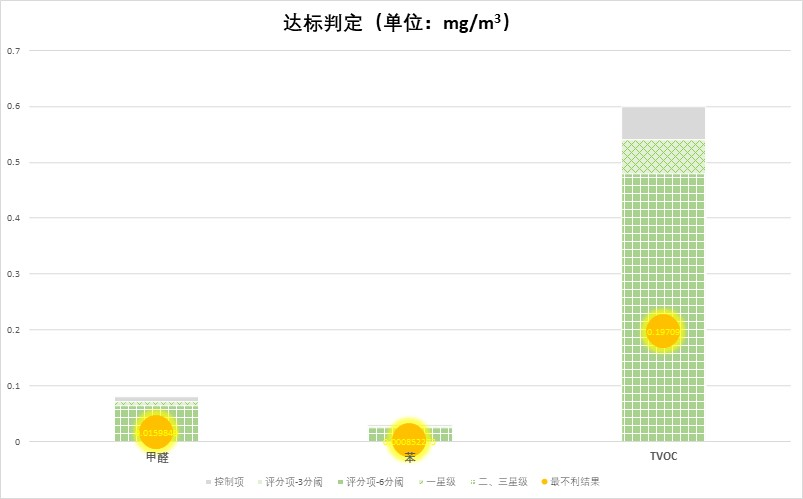 达标判定（单位：mg/m³）
0.7
0.6
0.5
0.4
0.3
0.2
0.1
0
甲醛
苯
TVOC
控制项
评分项-3分阈
评分项-6分阈
一星级
二、三星级
最不利结果